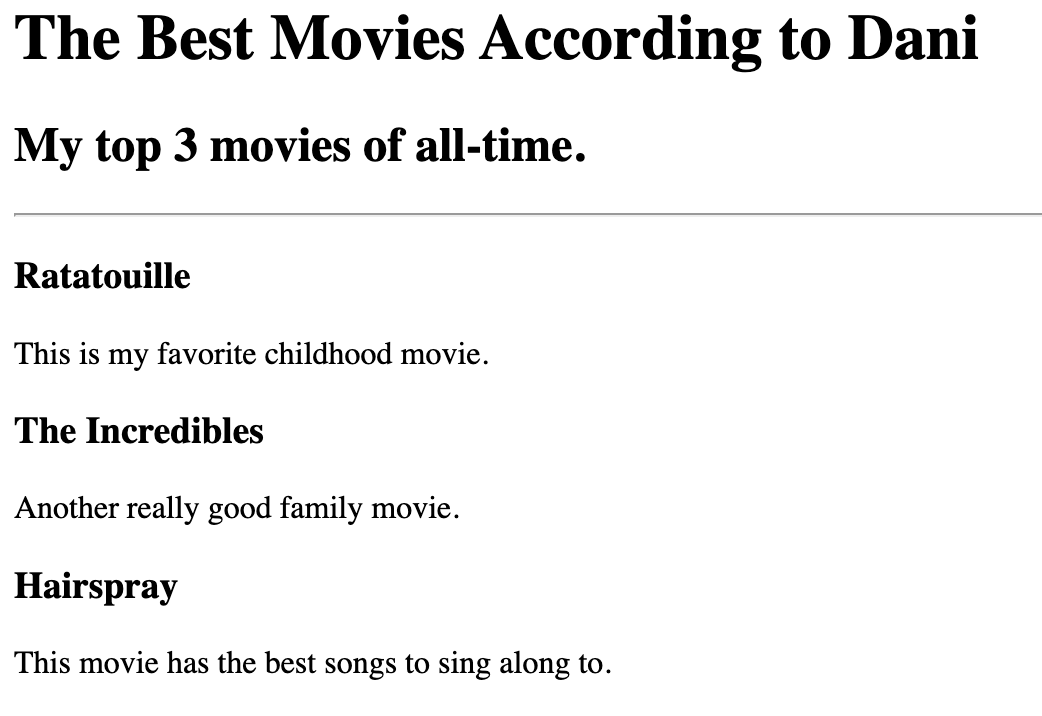 The Best Movies According to Dani
My top 3 movies of all-time.
Ratatouille
This is my favorite childhood movie.
The Incredibles
Another really good family movie.
Hairspray
This movie has the best songs to sing along to.